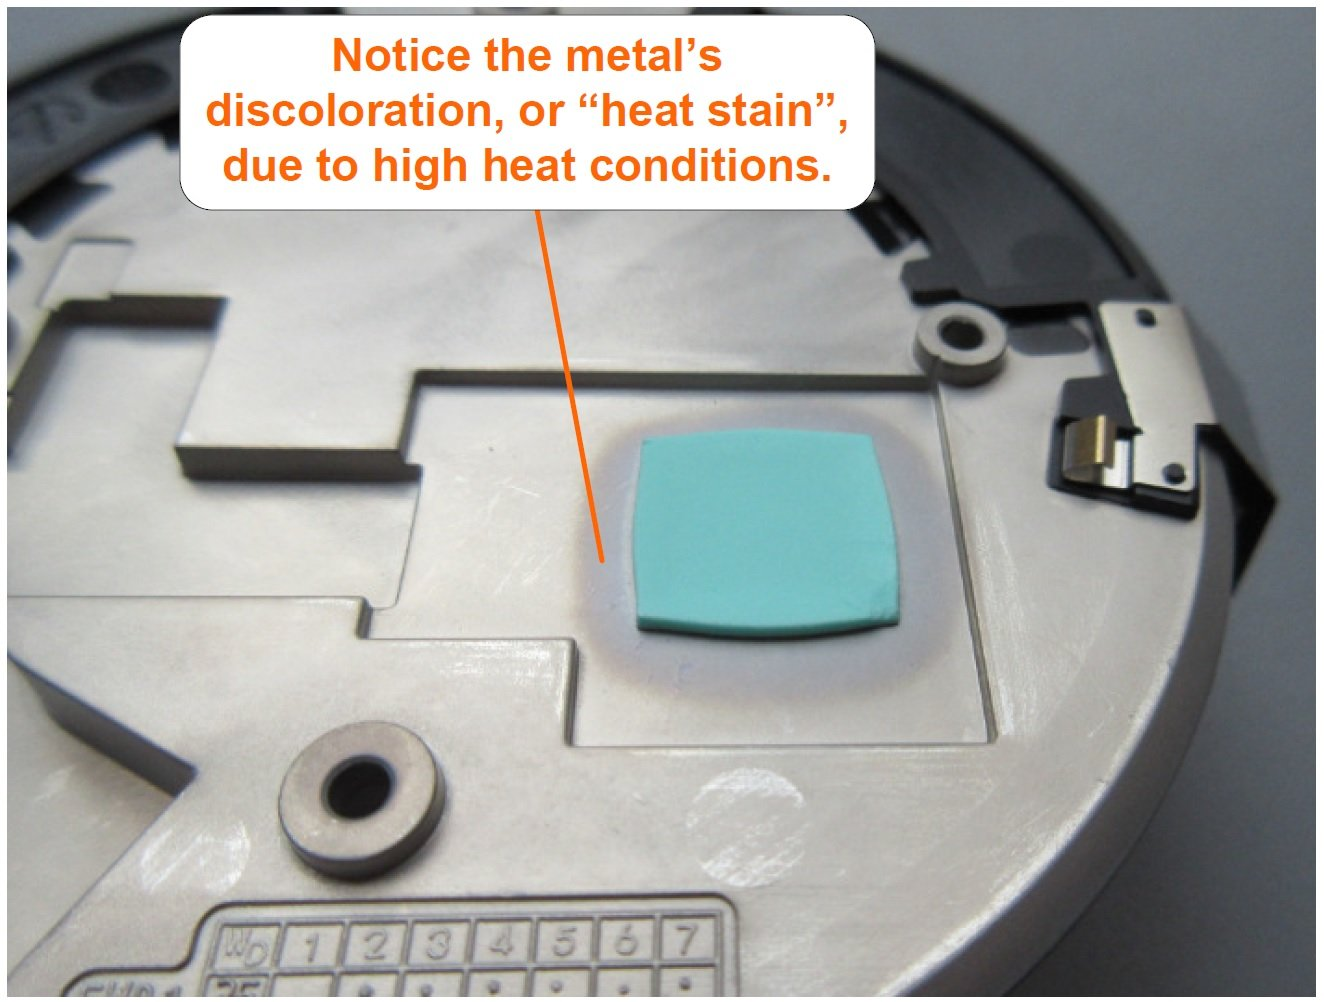 Notice the metal’s
discoloration, or “heat stain”,
due to high heat conditions.
WD 1 2 3 4 5 6 7